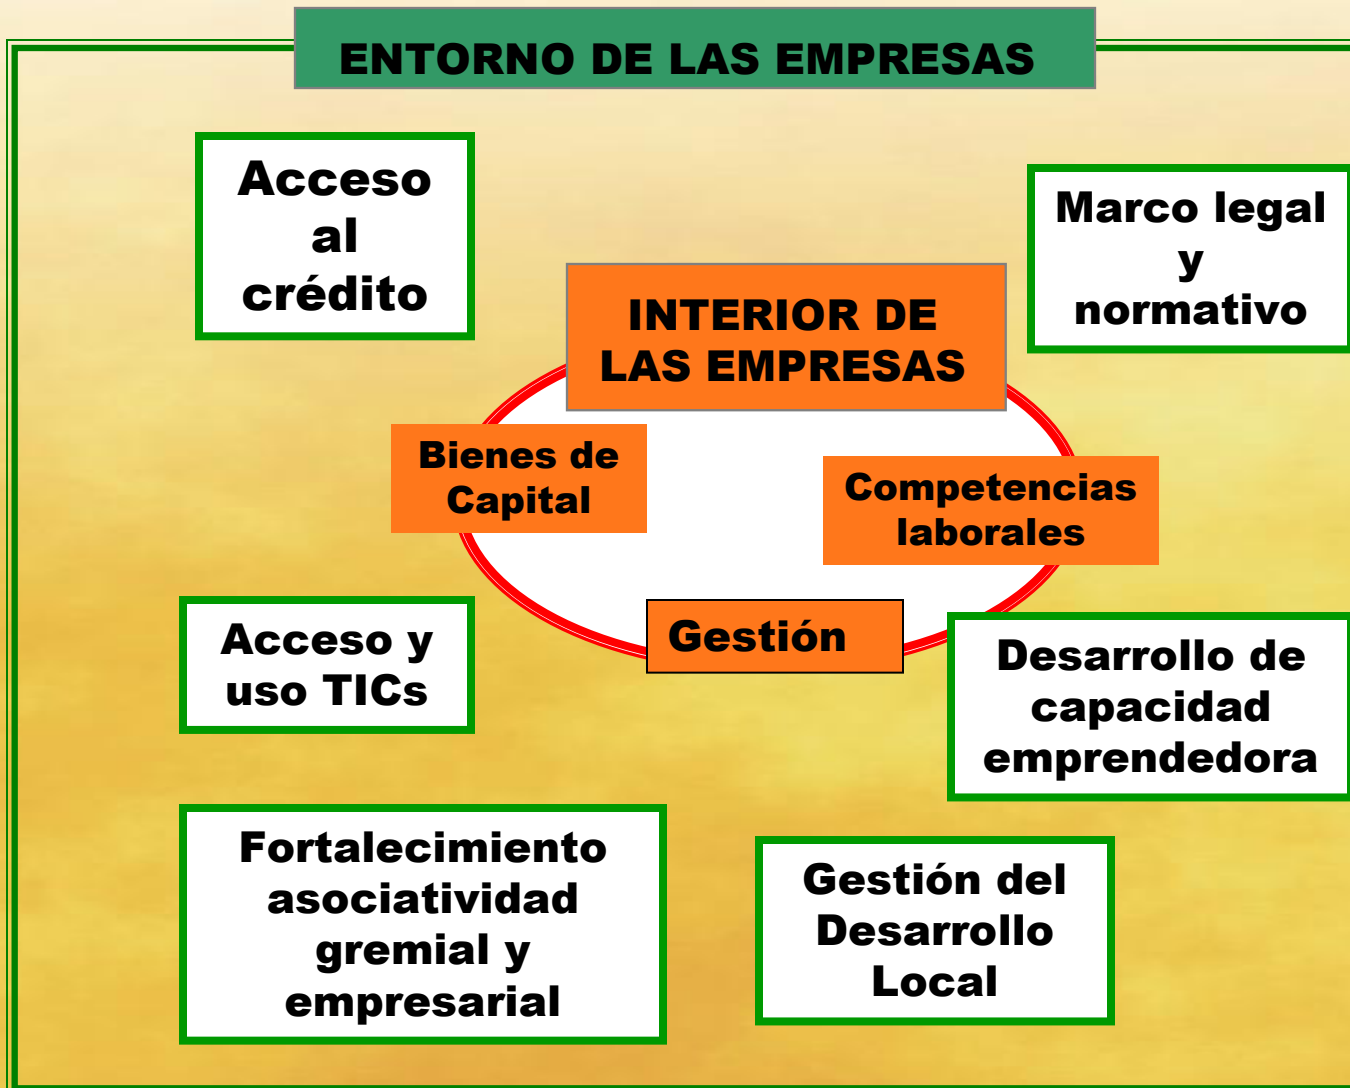 ENTORNO DE LAS EMPRESAS
Acceso
al
crédito
Marco legal
y
normativo
INTERIOR DE
LAS EMPRESAS
Bienes de
Capital
Competencias
laborales
Gestión
Acceso y
uso TICs
Desarrollo de
capacidad
emprendedora
Fortalecimiento
asociatividad
gremial y
empresarial
Gestión del
Desarrollo
Local